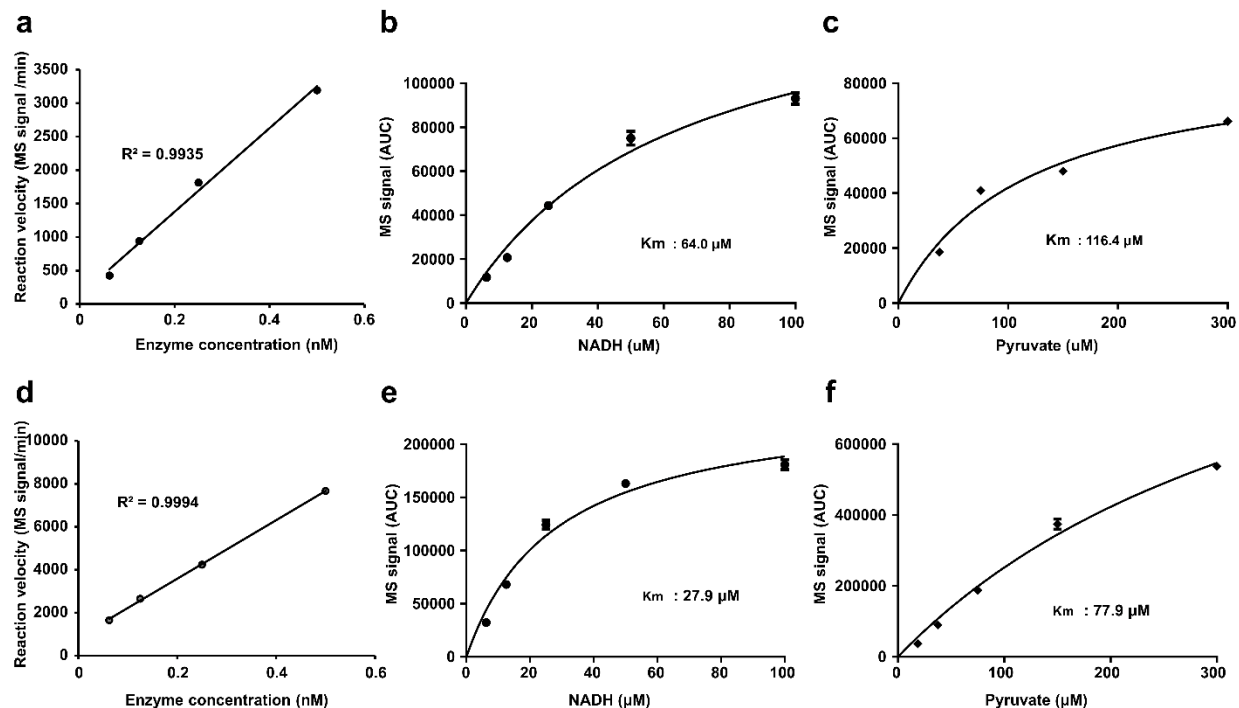 a
Reaction velocity (MS signal /min)
3500
3000
2500
2000
1500
1000
500
0
R² = 0.9935
0
0.2
0.4
0.6
Enzyme concentration (nM)
b
MS signal (AUC)
100000
80000
60000
40000
20000
0
Km : 64.0 µM
0
20
40
60
80
100
NADH (uM)
c
MS signal (AUC)
80000
60000
40000
20000
0
Km : 116.4 µM
0
100
200
300
Pyruvate (uM)
d
Reaction velocity (MS signal/min)
10000
8000
6000
4000
2000
0
R² = 0.9994
0
0.2
0.4
0.6
Enzyme concentration (nM)
e
MS signal (AUC)
200000
150000
100000
50000
0
Km : 27.9 µM
0
20
40
60
80
100
NADH (µM)
f
MS signal (AUC)
600000
400000
200000
0
Km : 77.9 µM
0
100
200
300
Pyruvate (µM)